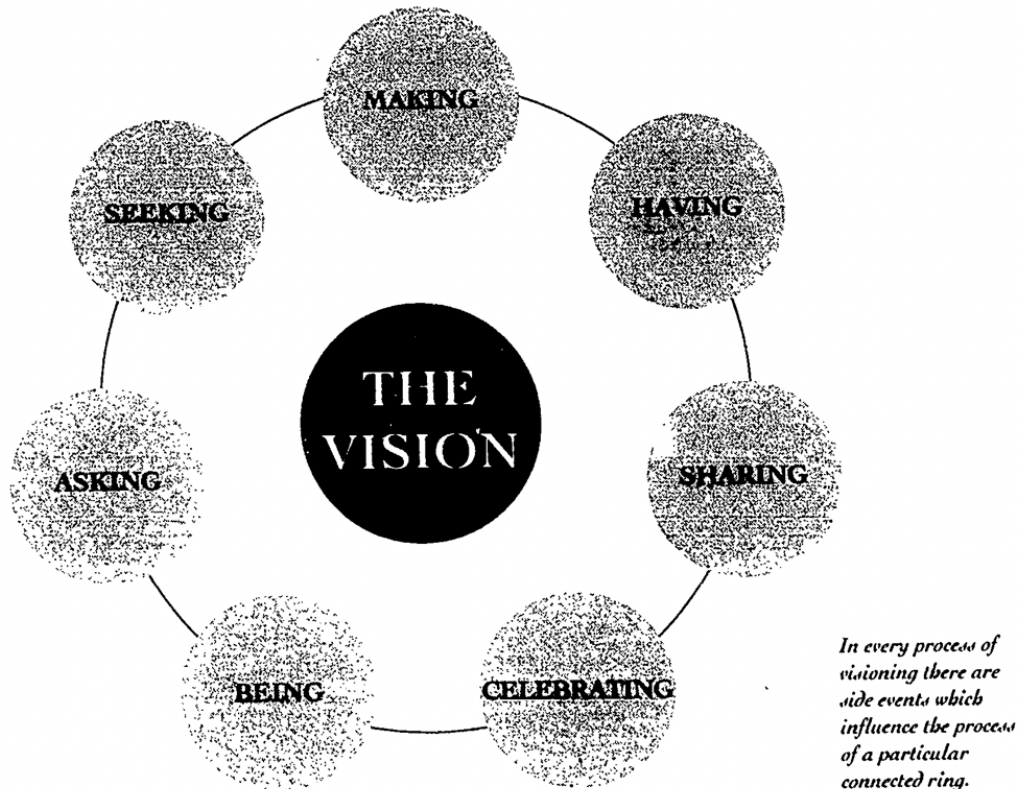 MAKING
SEEKING
HAVING
THE
VISION
ASKING
SHARING
BEING
CELEBRATING
In every process of
visioning there are
side events which
influence the process
of a particular
connected ring.